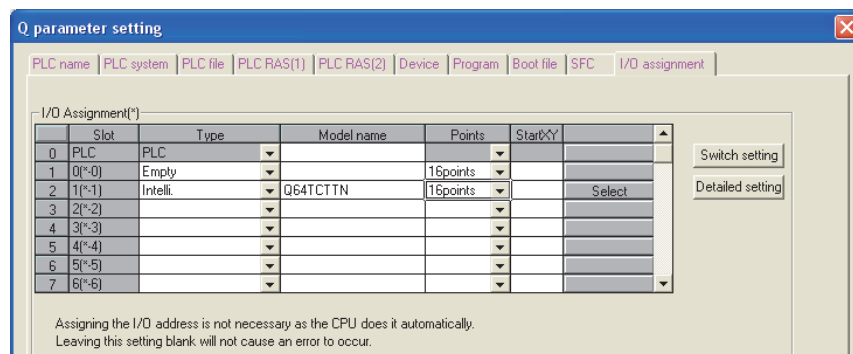 Q parameter setting
PLC name PLC system PLC file PLC RAS(1) PLC RAS(2) Device Program Boot file SFC I/O assignment
I/O Assignment(*)
Slot Type Model name Points StartXY
0 PLC PLC
1 0(*-0) Empty 16points
2 1(*-1) Intelli. Q64TCTTN 16points Select
3 2(*-2)
4 3(*-3)
5 4(*-4)
6 5(*-5)
7 6(*-6)
Switch setting
Detailed setting
Assigning the I/O address is not necessary as the CPU does it automatically.
Leaving this setting blank will not cause an error to occur.